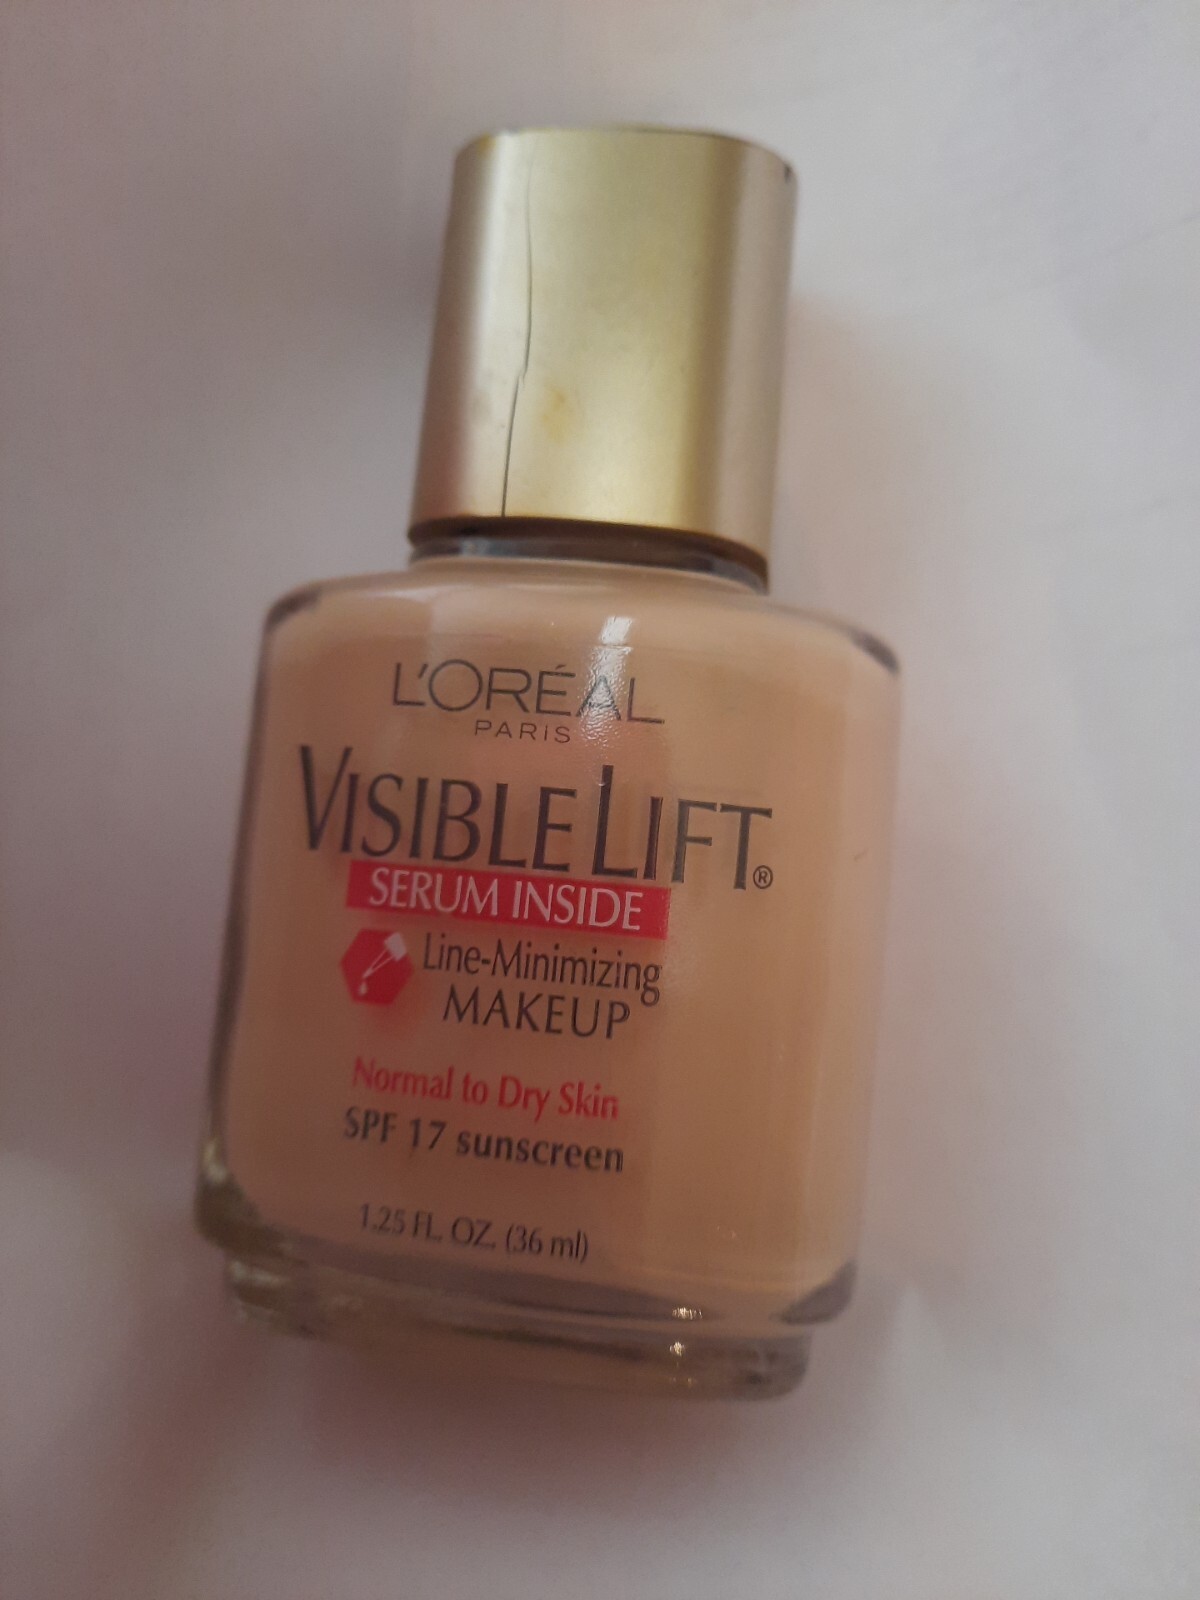 L'ORÉAL
PARIS
VISIBLE LIFT®
SERUM INSIDE
Line-Minimizing
MAKEUP
Normal to Dry Skin
SPF 17 sunscreen
1.25 FL. OZ. (36 ml)